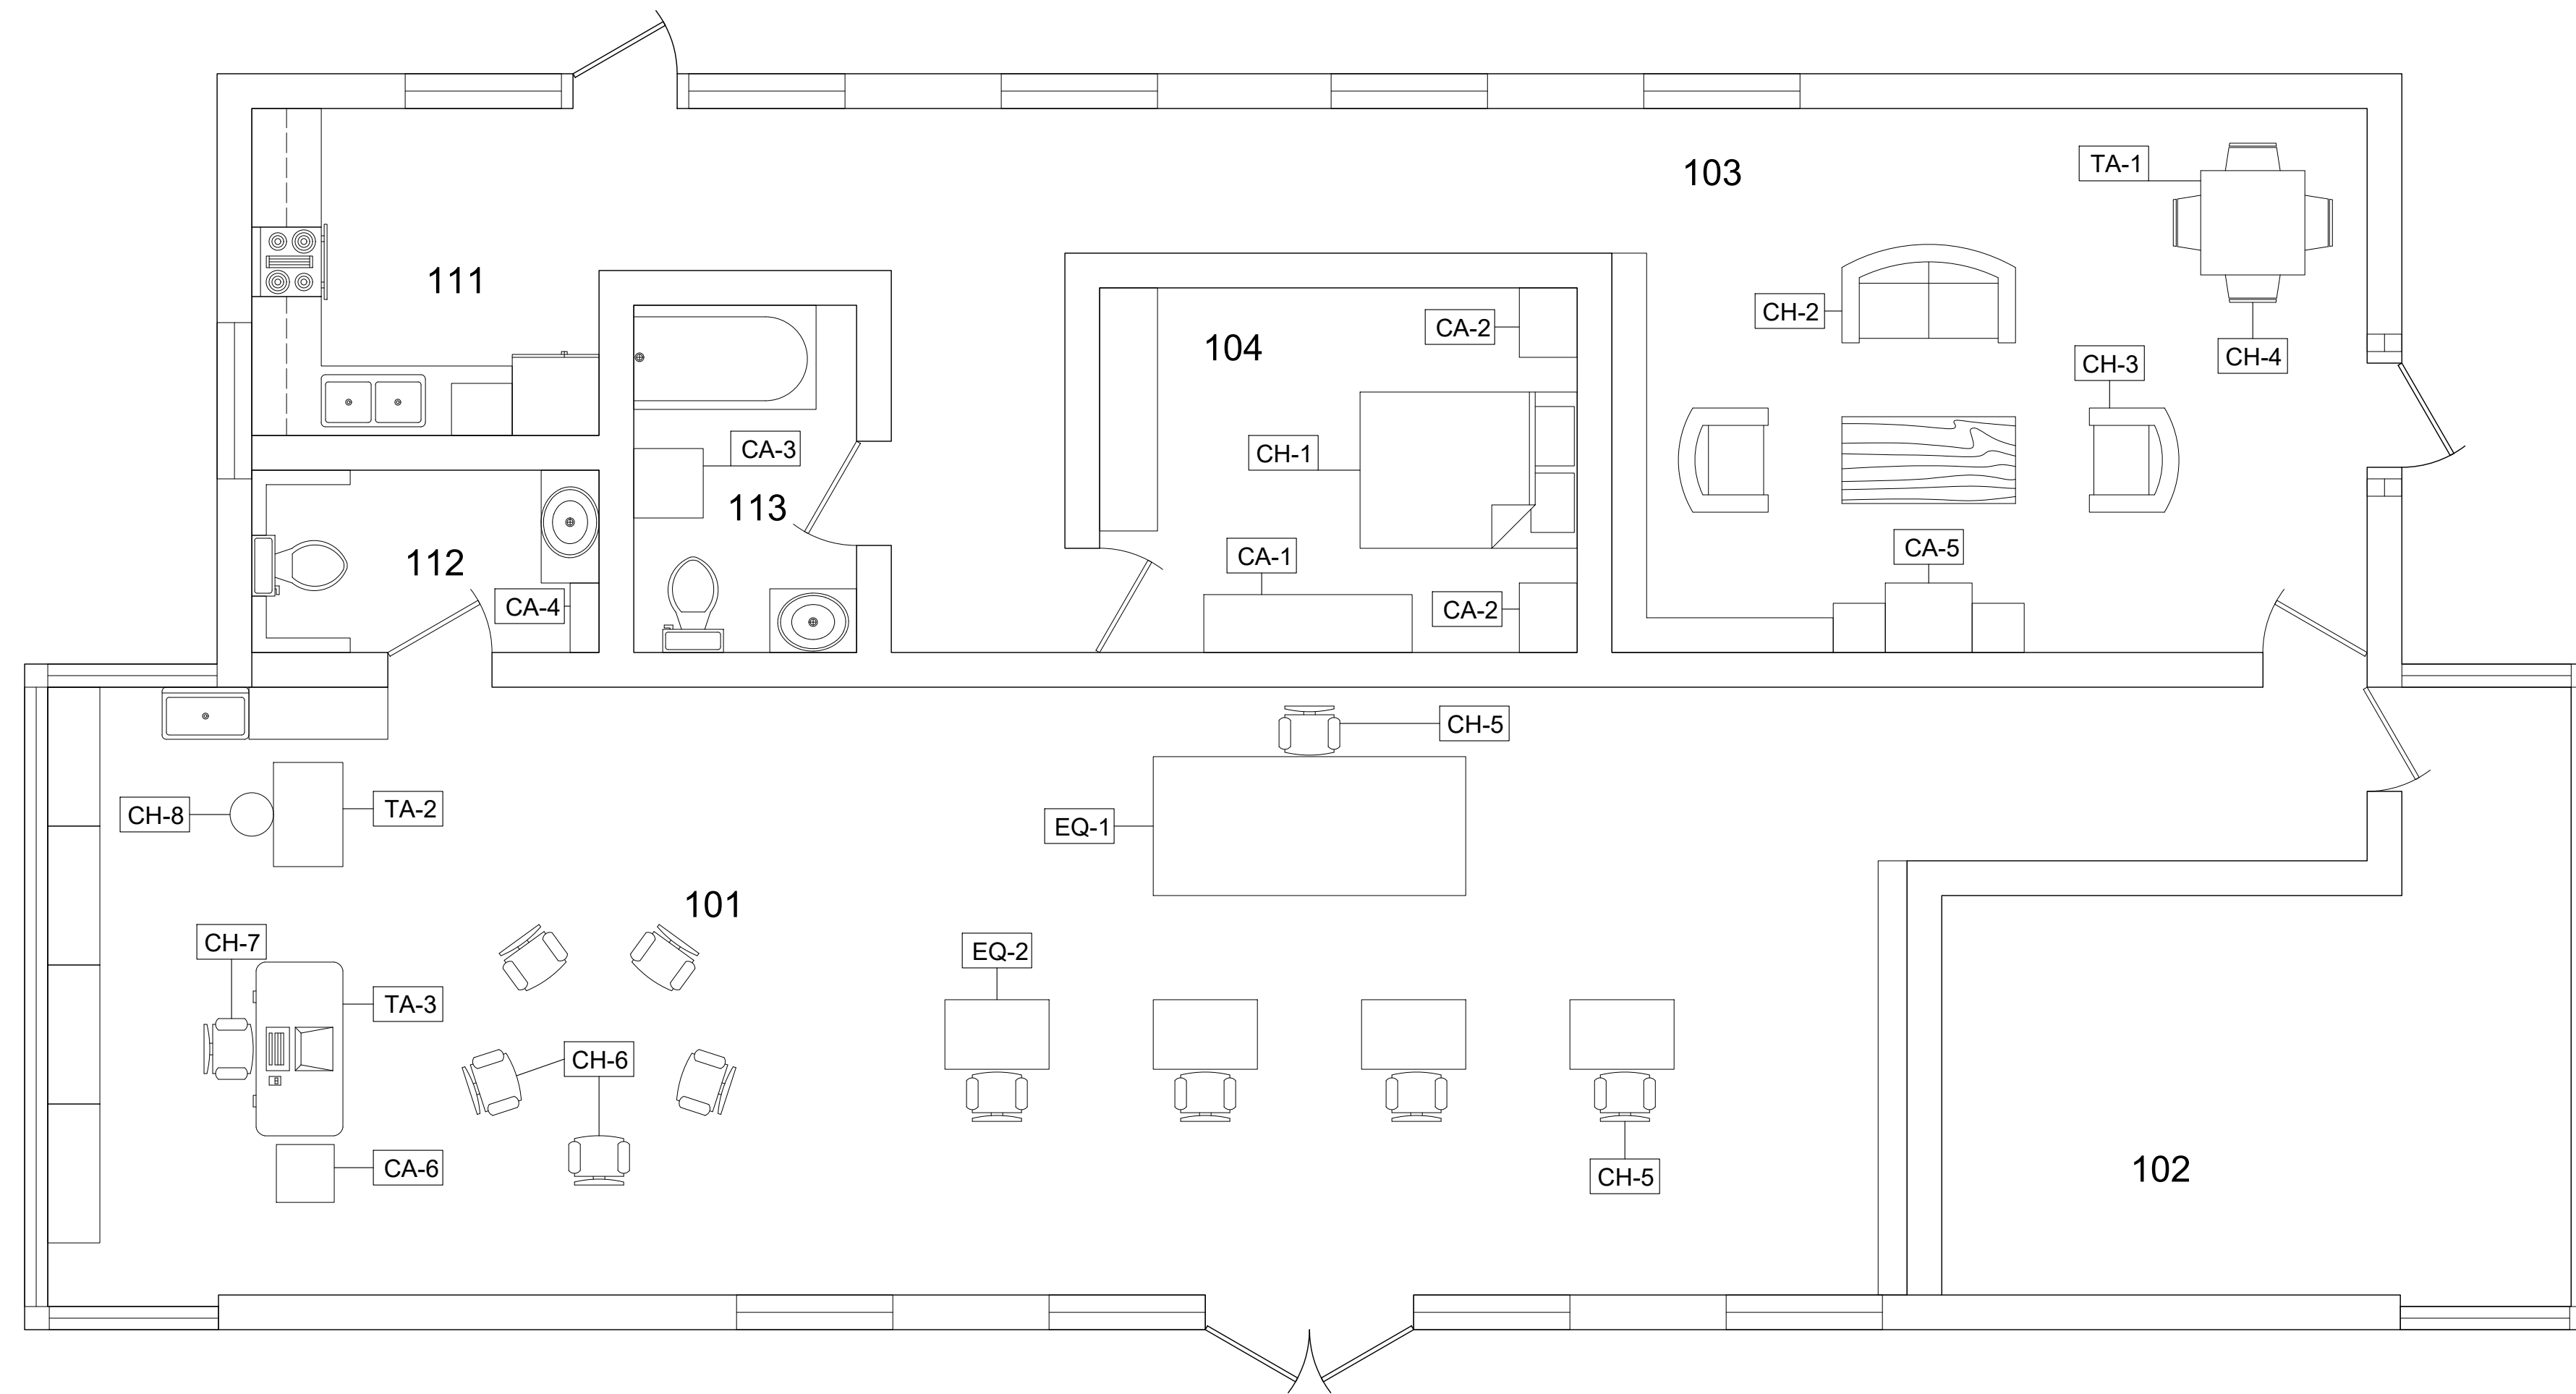 103
TA-1
111
CH-2
104
CA-2
CH-4
CH-3
CA-3
CH-1
113
112
CA-1
CA-5
CA-4
CA-2
CH-5
CH-8
TA-2
EQ-1
101
CH-7
EQ-2
TA-3
CH-6
CA-6
CH-5
102